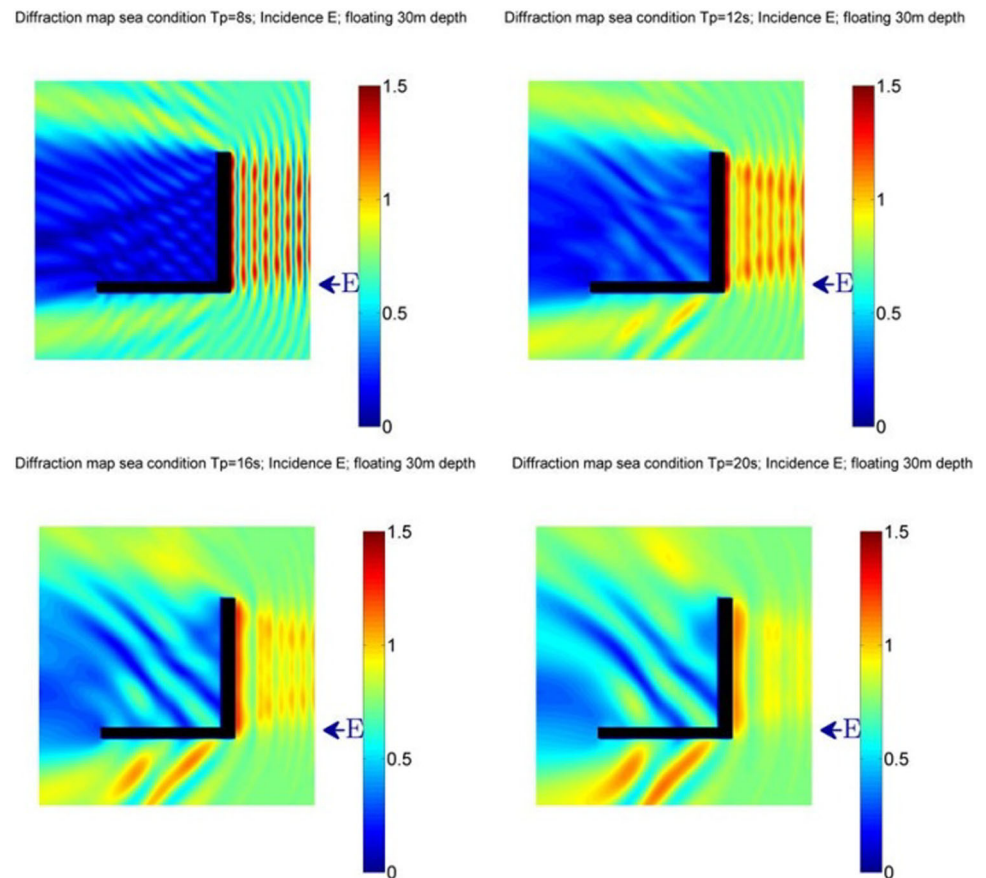 Diffraction map sea condition Tp=8s; Incidence E; floating 30m depth
1.5
1
0.5
0
←E
Diffraction map sea condition Tp=12s; Incidence E; floating 30m depth
1.5
1
0.5
0
←E
Diffraction map sea condition Tp=16s; Incidence E; floating 30m depth
1.5
1
0.5
0
←E
Diffraction map sea condition Tp=20s; Incidence E; floating 30m depth
1.5
1
0.5
0
←E